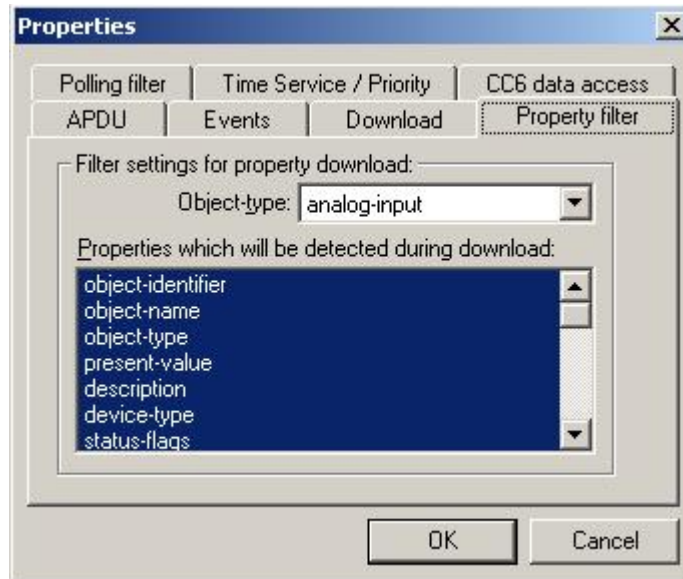 Properties
Polling filter
Time Service / Priority
CC6 data access
APDU
Events
Download
Property filter
Filter settings for property download:
Object-type: analog-input
Properties which will be detected during download:
object-identifier
object-name
object-type
present-value
description
device-type
status-flags
OK
Cancel